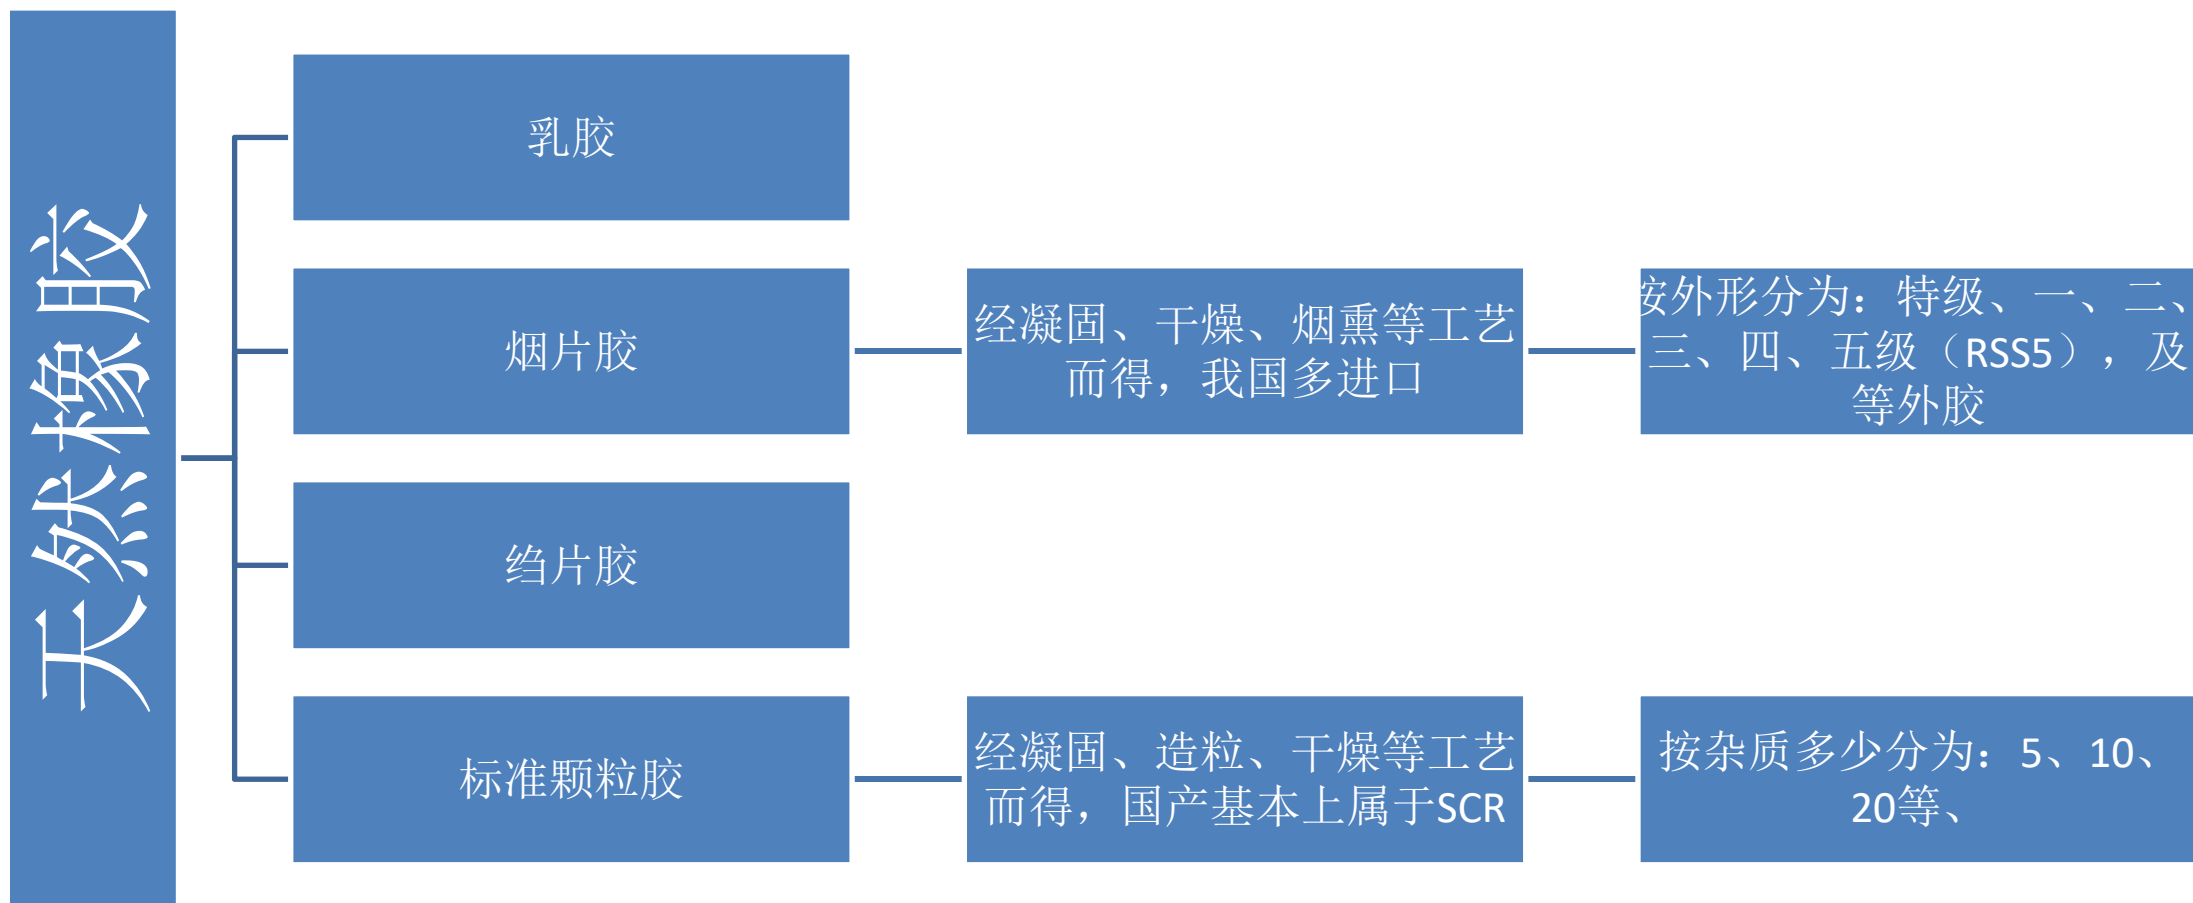 天然橡胶
乳胶
烟片胶
经凝固、干燥、烟熏等工艺
而得，我国多进口
按外形分为：特级、一、二、
三、四、五级（RSS5），及
等外胶
绉片胶
标准颗粒胶
经凝固、造粒、干燥等工艺
而得，国产基本上属于SCR
按杂质多少分为：5、10、
20等、